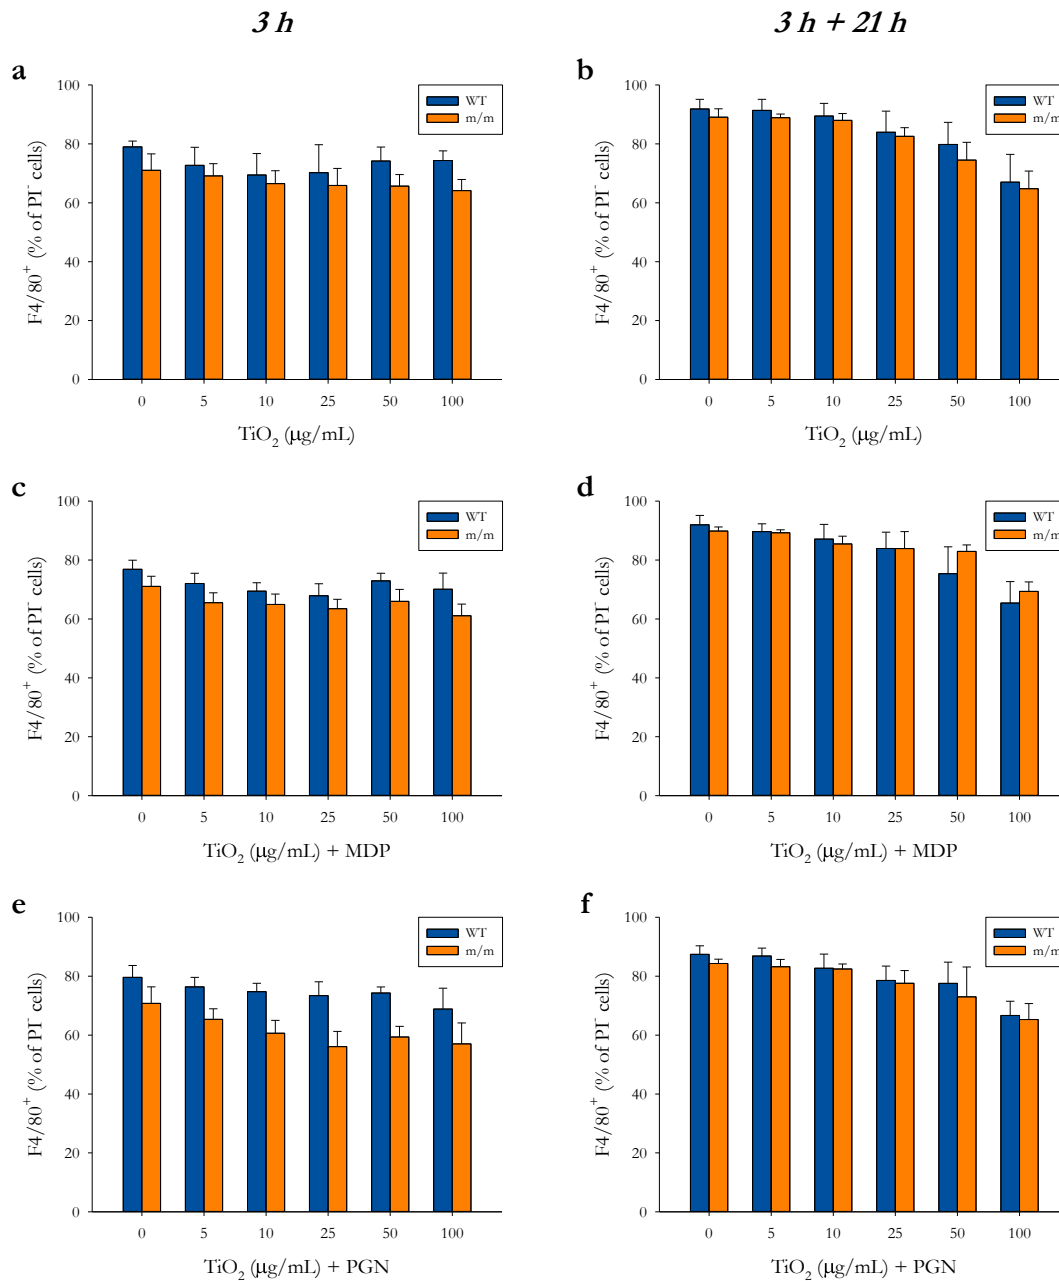 3 h
3 h + 21 h
a
WT
m/m
100
80
60
40
20
0
F4/80⁺ (% of PI⁻ cells)
0 5 10 25 50 100
TiO₂ (µg/mL)
b
WT
m/m
100
80
60
40
20
0
F4/80⁺ (% of PI⁻ cells)
0 5 10 25 50 100
TiO₂ (µg/mL)
c
WT
m/m
100
80
60
40
20
0
F4/80⁺ (% of PI⁻ cells)
0 5 10 25 50 100
TiO₂ (µg/mL) + MDP
d
WT
m/m
100
80
60
40
20
0
F4/80⁺ (% of PI⁻ cells)
0 5 10 25 50 100
TiO₂ (µg/mL) + MDP
e
WT
m/m
100
80
60
40
20
0
F4/80⁺ (% of PI⁻ cells)
0 5 10 25 50 100
TiO₂ (µg/mL) + PGN
f
WT
m/m
100
80
60
40
20
0
F4/80⁺ (% of PI⁻ cells)
0 5 10 25 50 100
TiO₂ (µg/mL) + PGN